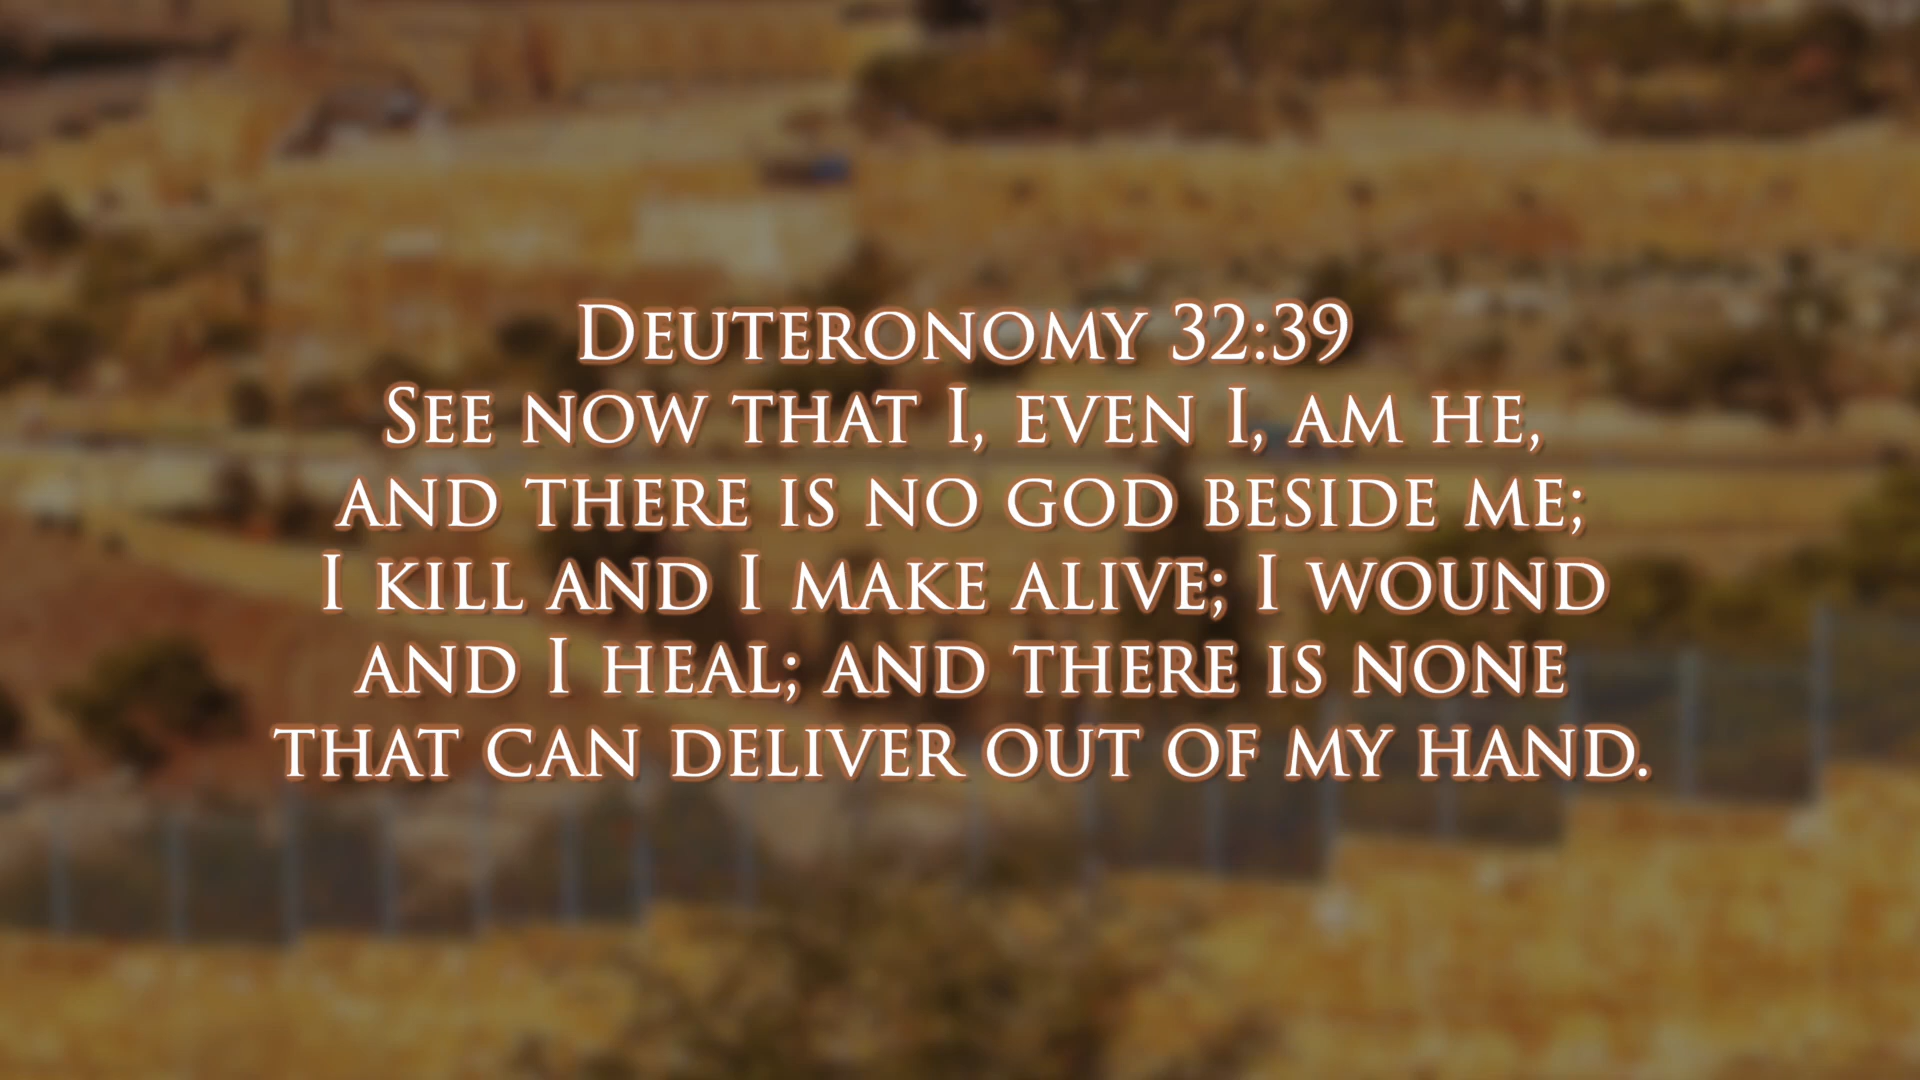 Deuteronomy 32:39
See now that I, even I, am he,
and there is no god beside me;
I kill and I make alive; I wound
and I heal; and there is none
that can deliver out of my hand.